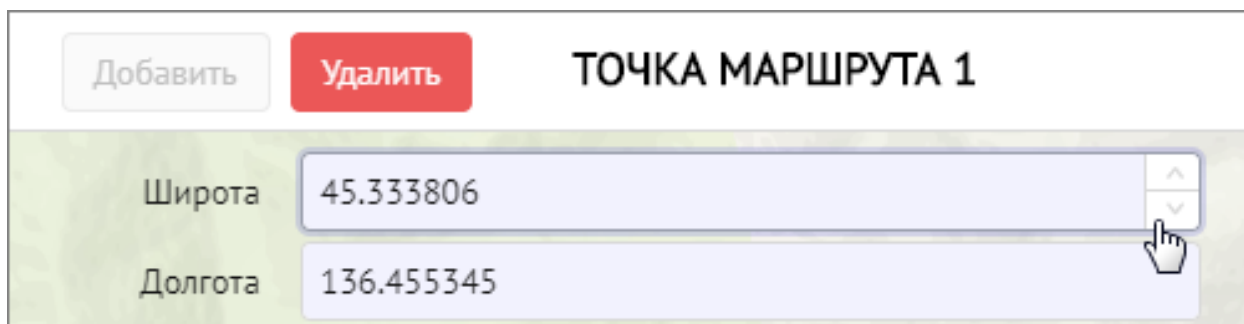 Добавить Удалить ТОЧКА МАРШРУТА 1
Широта 45.333806
Долгота 136.455345